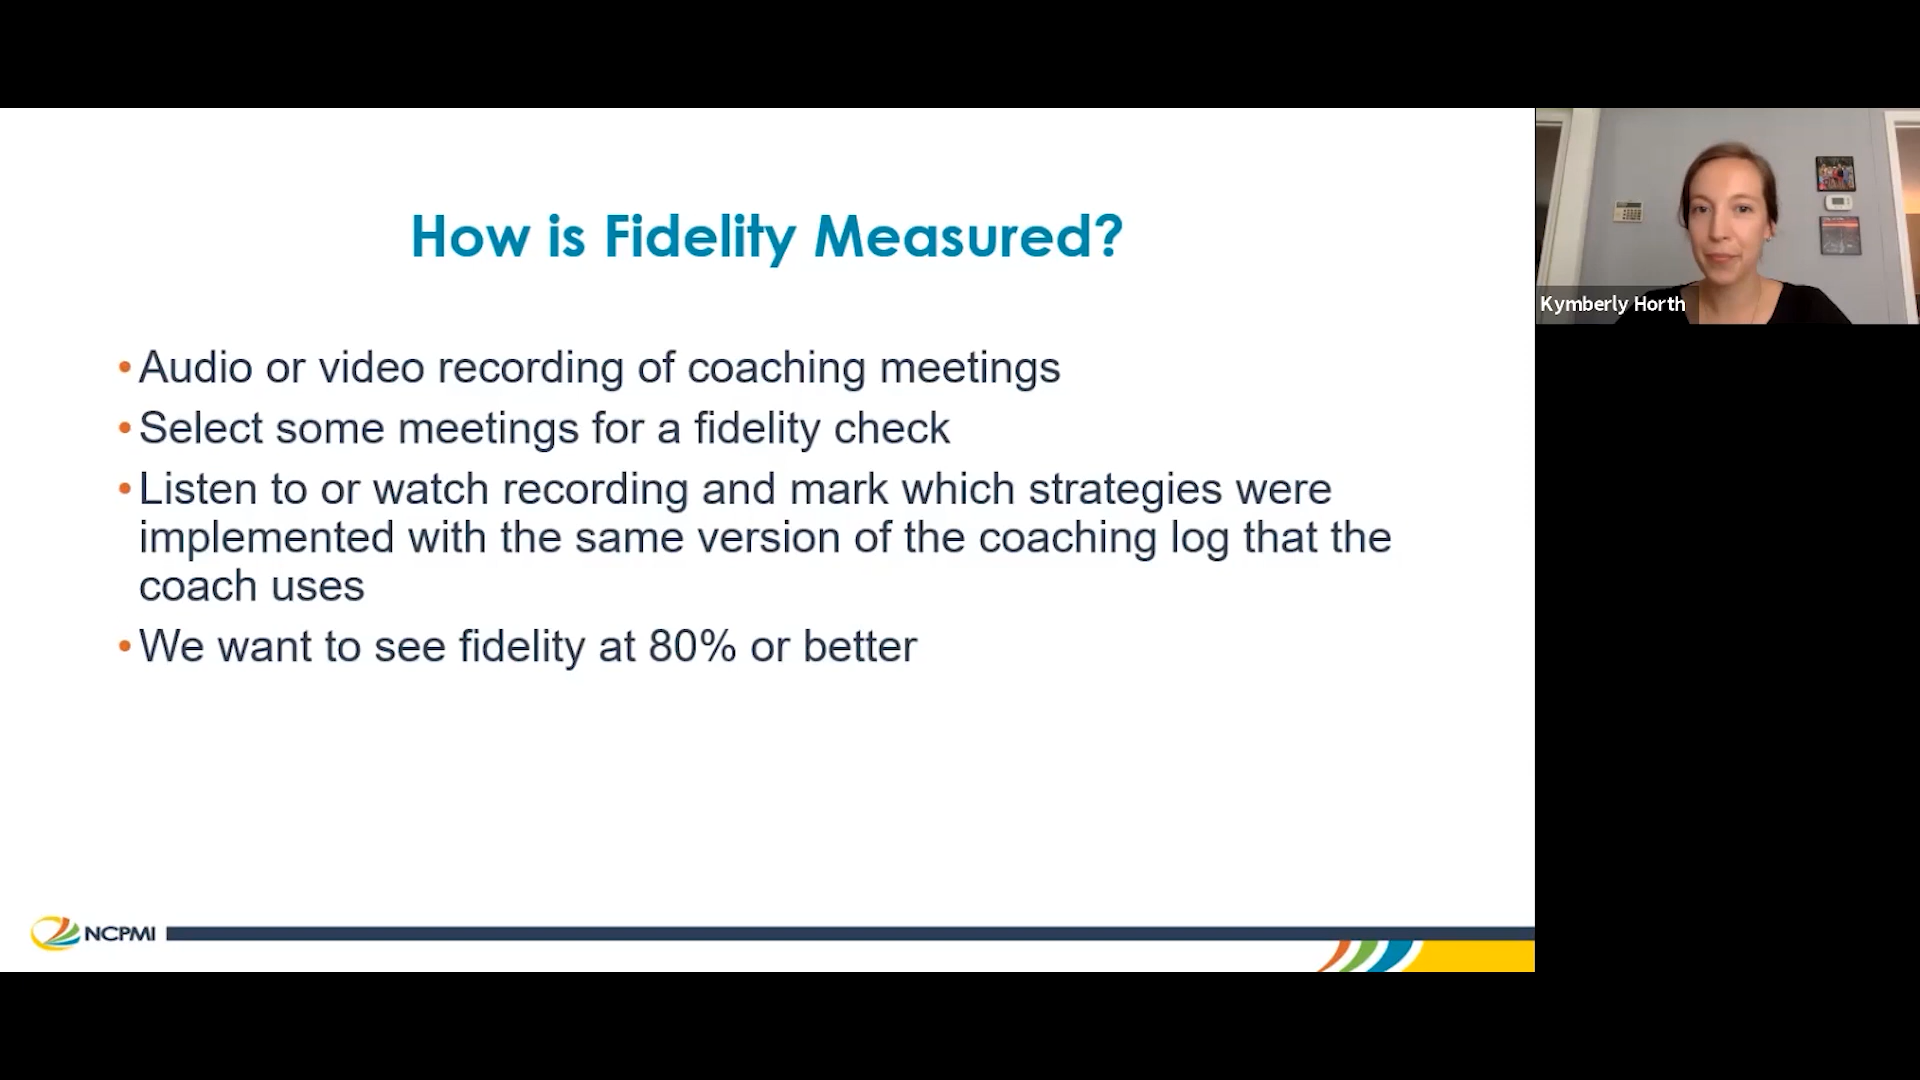 How is Fidelity Measured?
•Audio or video recording of coaching meetings
•Select some meetings for a fidelity check
•Listen to or watch recording and mark which strategies were
implemented with the same version of the coaching log that the
coach uses
•We want to see fidelity at 80% or better
NCPMI
Kymberly Horth